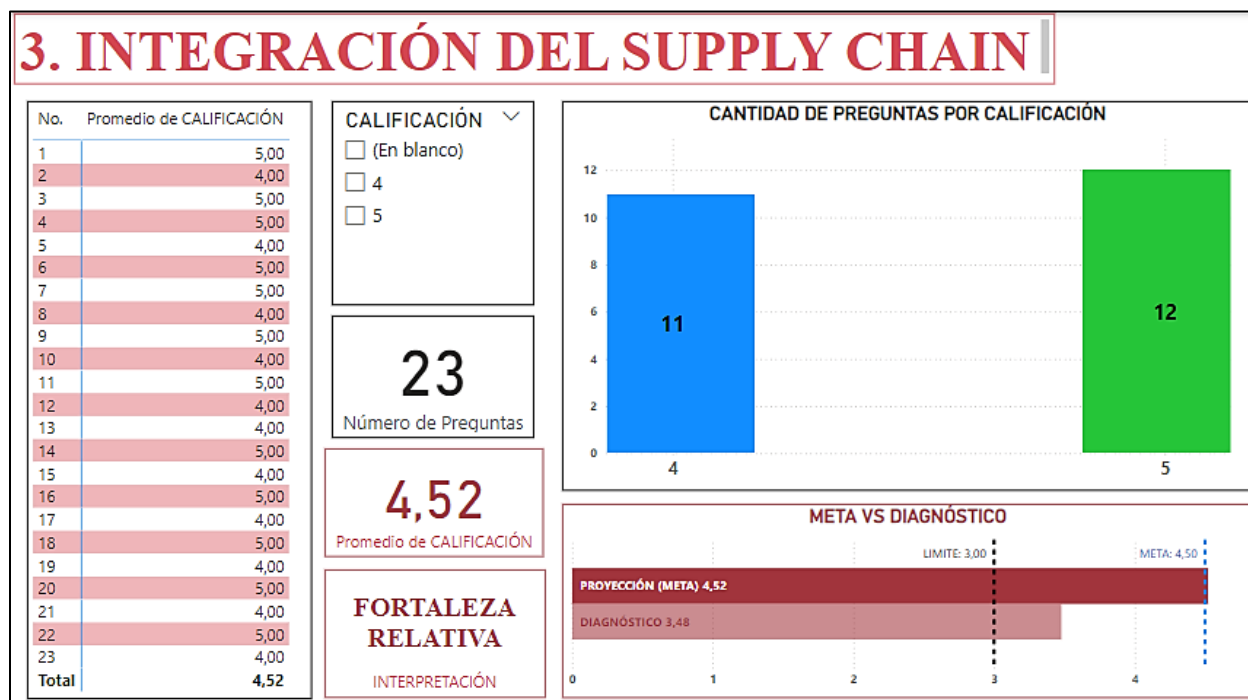 3. INTEGRACIÓN DEL SUPPLY CHAIN
No. Promedio de CALIFICACIÓN
1 5,00
2 4,00
3 5,00
4 5,00
5 4,00
6 5,00
7 5,00
8 4,00
9 5,00
10 4,00
11 5,00
12 4,00
13 4,00
14 5,00
15 4,00
16 5,00
17 4,00
18 5,00
19 4,00
20 5,00
21 4,00
22 5,00
23 4,00
Total 4,52
CALIFICACIÓN
(En blanco)
4
5
23
Número de Preguntas
4,52
Promedio de CALIFICACIÓN
FORTALEZA
RELATIVA
INTERPRETACIÓN
CANTIDAD DE PREGUNTAS POR CALIFICACIÓN
12
10
8
6
4
2
0
11
12
4 5
META VS DIAGNÓSTICO
LIMITE: 3,00 META: 4,50
PROYECCIÓN (META) 4,52
DIAGNÓSTICO 3,48
0 1 2 3 4